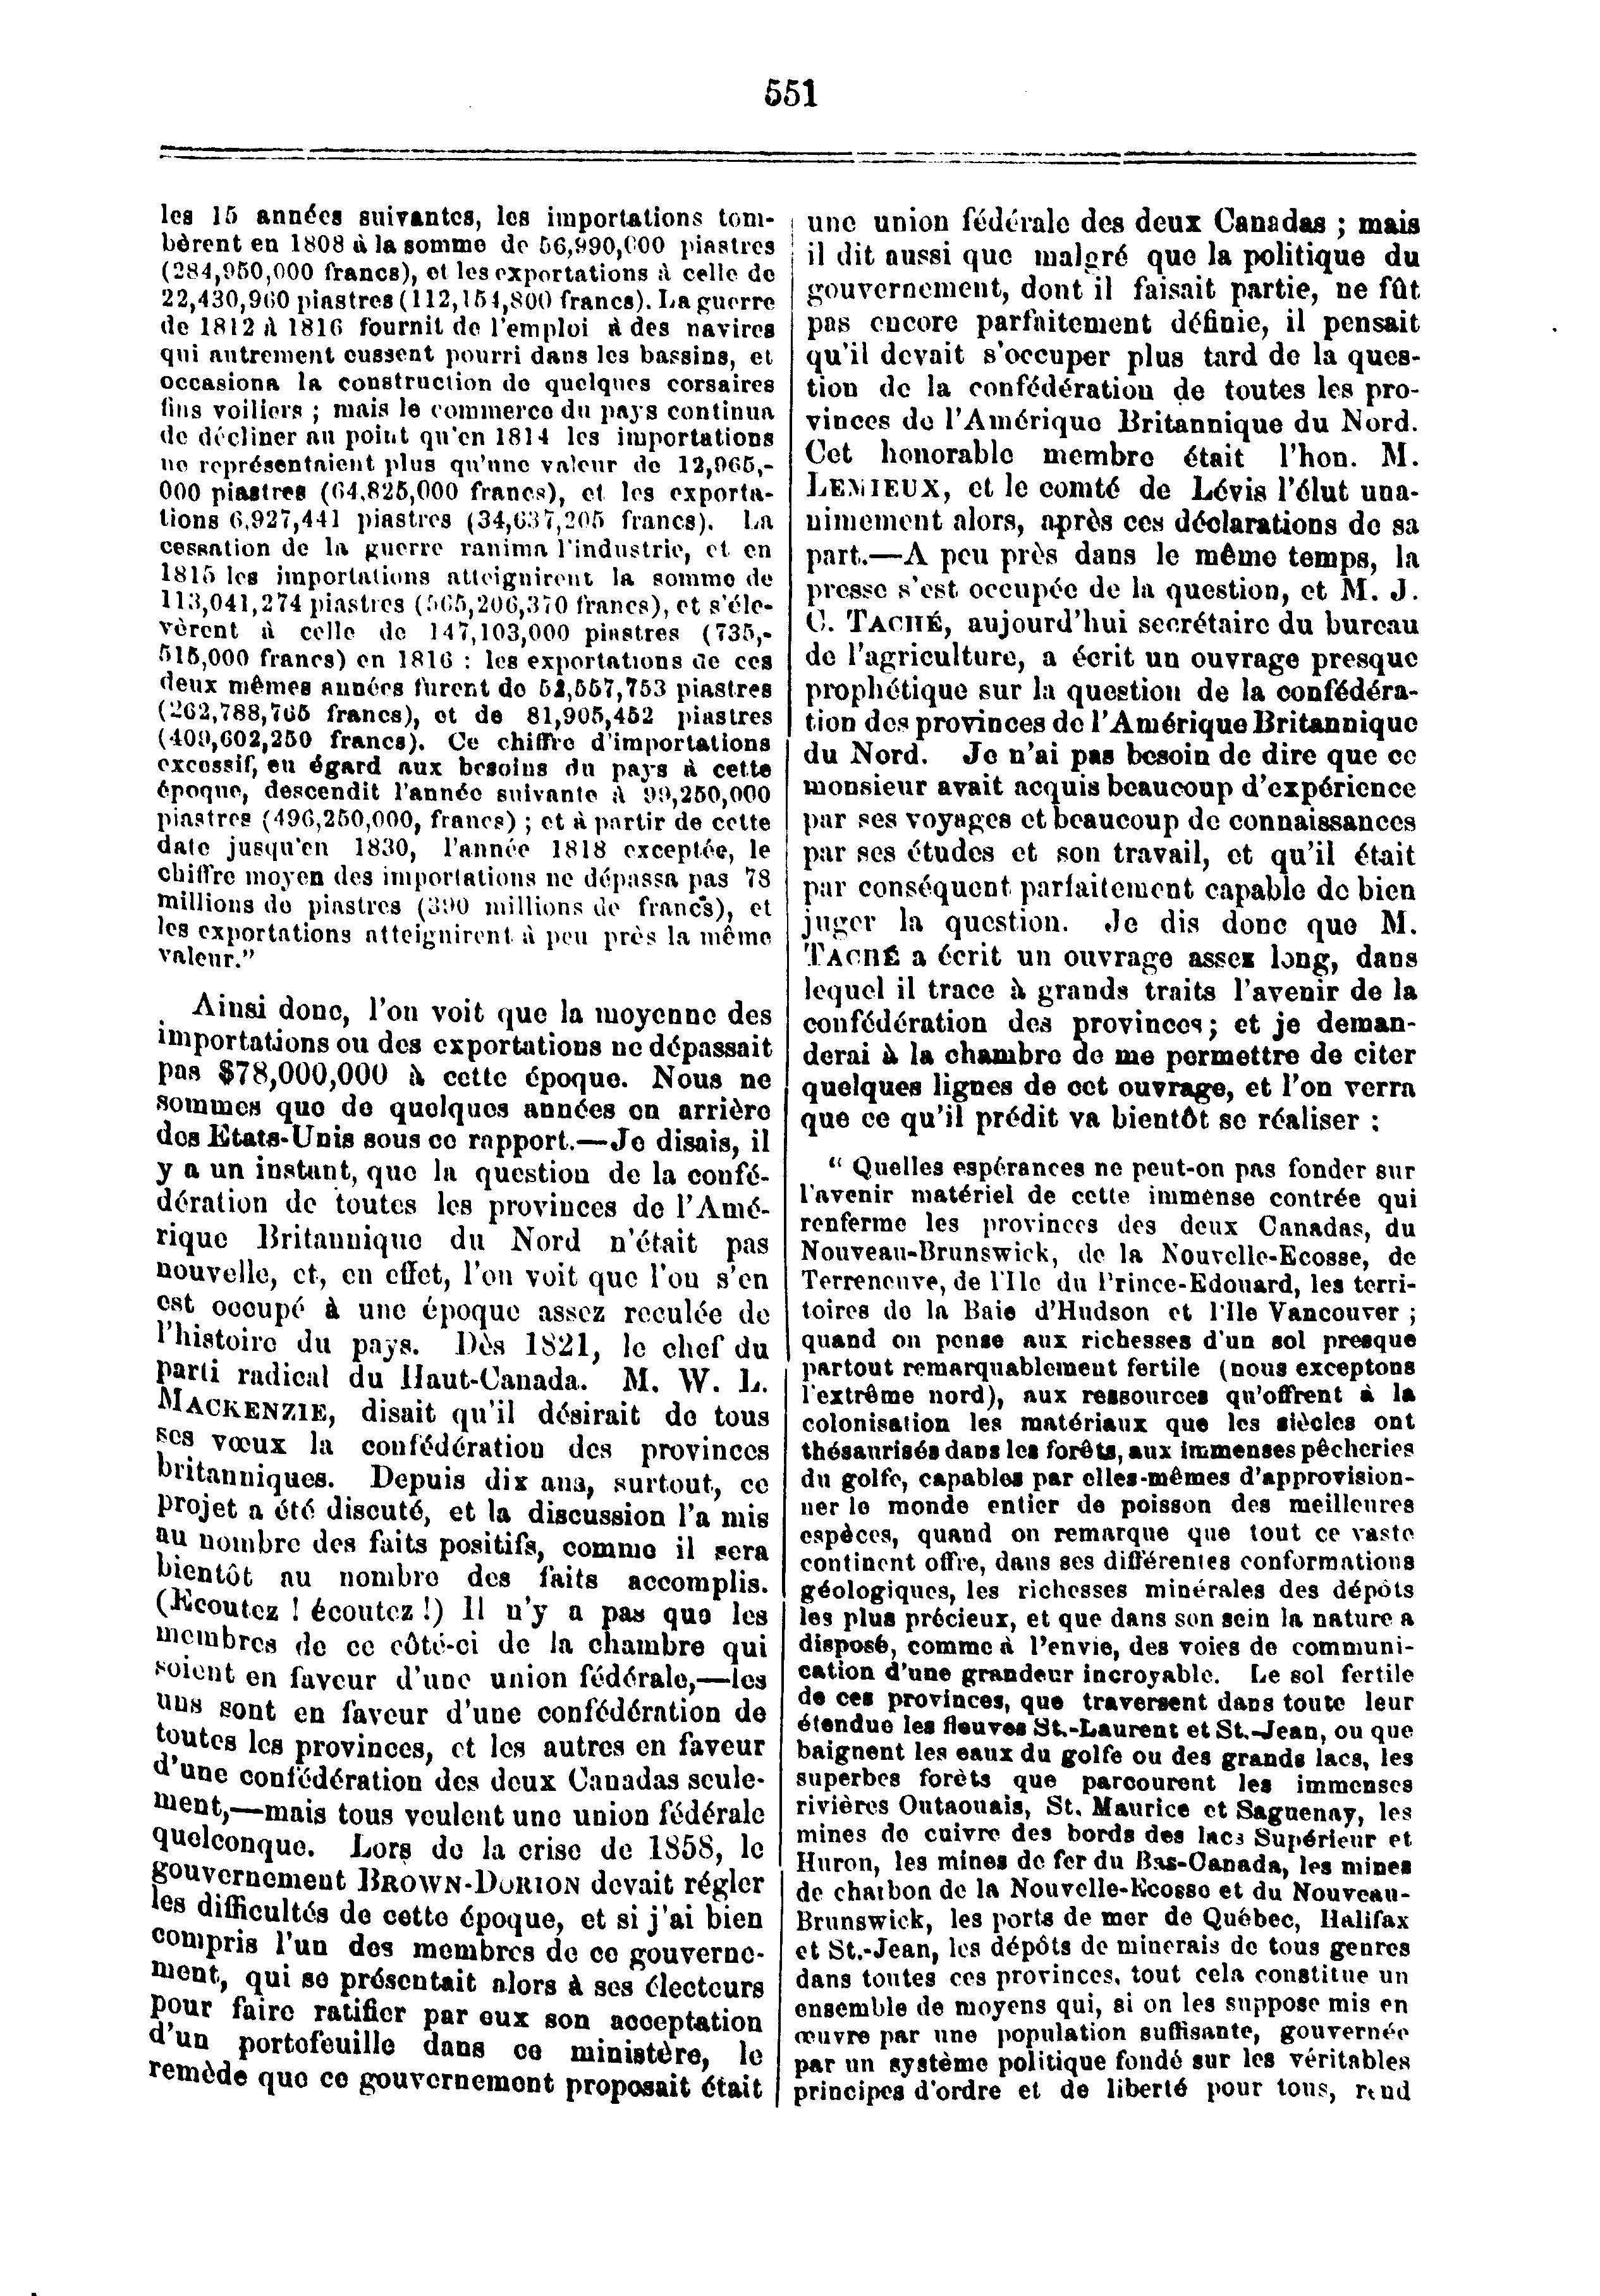 551
les 15 années suivantes, les importations tom-
bèrent en 1808 à la somme de 56,990,000 piastres
(284,950,000 francs), et les exportations à celle de
22,430,960 piastres (112,154,800 francs). La guerre
de 1812 à 1816 fournit de l'emploi à des navires
qui autrement eussent pourri dans les bassins, et
occasiona la construction de quelques corsaires
fins voiliers ; mais le commerce du pays continua
de décliner au point qu'en 1814 les importations
ne représentaient plus qu'une valeur de 12,965,-
000 piastres (64,825,000 francs), et les exporta-
tions 6,927,441 piastres (34,637,205 francs). La
cessation de la guerre ranima l'industrie, et en
1815 les importations atteignirent la somme de
113,041,274 piastres (565,206,370 francs), et s'éle-
vèrent à celle de 147,103,000 piastres (735,-
515,000 francs) en 1816 : les exportations de ces
deux mêmes années furent de 52,557,753 piastres
(262,788,765 francs), et de 81,905,452 piastres
(409,602,250 francs). Ce chiffre d'importations
excessif, eu égard aux besoins du pays à cette
époque, descendit l'année suivante à 99,250,000
piastres (496,250,000, francs) ; et à partir de cette
date jusqu'en 1830, l'année 1818 exceptée, le
chiffre moyen des importations ne dépassa pas 78
millions de piastres (390 millions de francs), et
les exportations atteignirent à peu près la même
valeur."
Ainsi donc, l'on voit que la moyenne des
importations ou des exportations ne dépassait
pas $78,000,000 à cette époque. Nous ne
sommes que de quelques années en arrière
des Etats-Unis sous ce rapport.—Je disais, il
y a un instant, que la question de la confé-
dération de toutes les provinces de l'Amé-
rique Britannique du Nord n'était pas
nouvelle, et, en effet, l'on voit que l'on s'en
est occupé à une époque assez reculée de
l'histoire du pays. Dès 1821, le chef du
parti radical du Haut-Canada. M. W. L.
MACKENZIE, disait qu'il désirait de tous
ses vœux la confédération des provinces
britanniques. Depuis dix ans, surtout, ce
projet a été discuté, et la discussion l'a mis
au nombre des faits positifs, comme il sera
bientôt au nombre des faits accomplis.
(Ecoutez ! écoutez !) Il n'y a pas que les
membres de ce côté-ci de la chambre qui
soient en faveur d'une union fédérale,—les
uns sont en faveur d'une confédération de
toutes les provinces, et les autres en faveur
d'une confédération des deux Canadas seule-
ment,—mais tous veulent une union fédérale
quelconque. Lors de la crise de 1858, le
gouvernement BROWN-DORION devait régler
les difficultés de cette époque, et si j'ai bien
compris l'un des membres de ce gouverne-
ment, qui se présentait alors à ses électeurs
pour faire ratifier par eux son acceptation
d'un portefeuille dans ce ministère, le
remède que ce gouvernement proposait était
une union fédérale des deux Canadas ; mais
il dit aussi que malgré que la politique du
gouvernement, dont il faisait partie, ne fût
pas encore parfaitement définie, il pensait
qu'il devait s'occuper plus tard de la ques-
tion de la confédération de toutes les pro-
vinces de l'Amérique Britannique du Nord.
Cet honorable membre était l'hon. M.
LEMIEUX, et le comté de Lévis l'élut una-
nimement alors, après ces déclarations de sa
part.—A peu près dans le même temps, la
presse s'est occupée de la question, et M. J.
C. TACHÉ, aujourd'hui secrétaire du bureau
de l'agriculture, a écrit un ouvrage presque
prophétique sur la question de la confédéra-
tion des provinces de l'Amérique Britannique
du Nord. Je n'ai pas besoin de dire que ce
monsieur avait acquis beaucoup d'expérience
par ses voyages et beaucoup de connaissances
par ses études et son travail, et qu'il était
par conséquent parfaitement capable de bien
juger la question. Je dis donc que M.
TACHÉ a écrit un ouvrage assez long, dans
lequel il trace à grands traits l'avenir de la
confédération des provinces ; et je deman-
derai à la chambre de me permettre de citer
quelques lignes de cet ouvrage, et l'on verra
que ce qu'il prédit va bientôt se réaliser :
" Quelles espérances ne peut-on pas fonder sur
l'avenir matériel de cette immense contrée qui
renferme les provinces des deux Canadas, du
Nouveau-Brunswick, de la Nouvelle-Ecosse, de
Terreneuve, de l'Ile du Prince-Edouard, les terri-
toires de la Baie d'Hudson et l'Ile Vancouver ;
quand on pense aux richesses d'un sol presque
partout remarquablement fertile (nous exceptons
l'extrême nord), aux ressources qu'offrent à la
colonisation les matériaux que les siècles ont
thésaurisés dans les forêts, aux immenses pêcheries
du golfe, capables par elles-mêmes d'approvision-
ner le monde entier de poisson des meilleures
espèces, quand on remarque que tout ce vaste
continent offre, dans ses différentes conformations
géologiques, les richesses minérales des dépôts
les plus précieux, et que dans son sein la nature a
disposé, comme à l'envie, des voies de communi-
cation d'une grandeur incroyable. Le sol fertile
de ces provinces, que traversent dans toute leur
étendue les fleuves St.-Laurent et St.-Jean, ou que
baignent les eaux du golfe ou des grands lacs, les
superbes forêts que parcourent les immenses
rivières Outaouais, St. Maurice et Saguenay, les
mines de cuivre des bords des lacs Supérieur et
Huron, les mines de fer du Bas-Canada, les mines
de charbon de la Nouvelle-Ecosse et du Nouveau-
Brunswick, les ports de mer de Québec, Halifax
et St.-Jean, les dépôts de minerais de tous genres
dans toutes ces provinces, tout cela constitue un
ensemble de moyens qui, si on les suppose mis en
œuvre par une population suffisante, gouvernée
par un système politique fondé sur les véritables
principes d'ordre et de liberté pour tous, rend